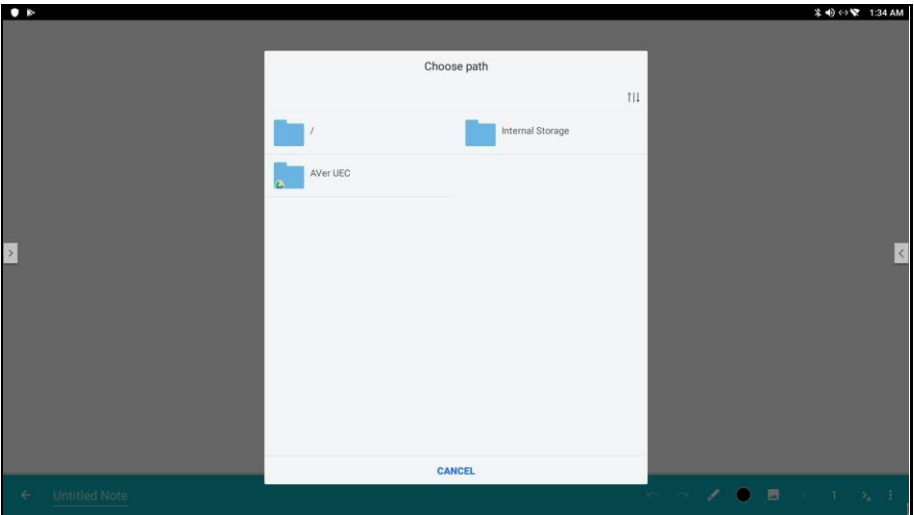 1:34 AM
Choose path
/
Internal Storage
AVer UEC
CANCEL
Untitled Note
1